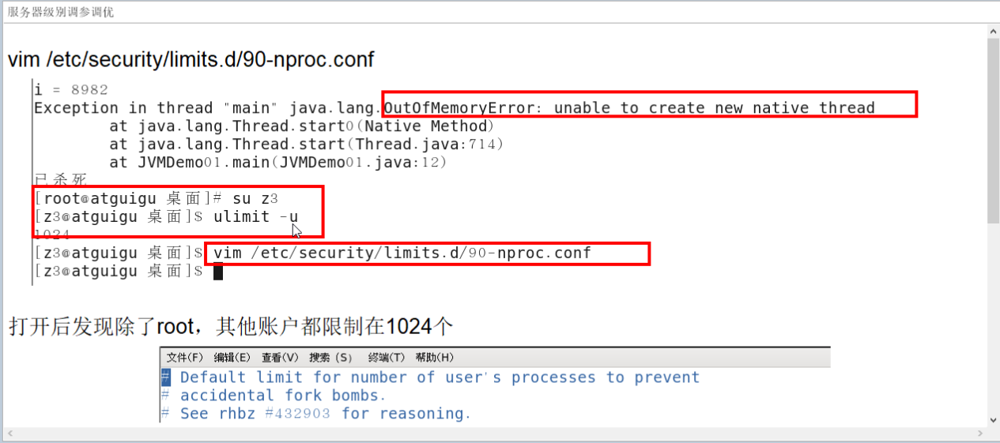 服务器级别调参调优
vim /etc/security/limits.d/90-nproc.conf
i = 8982
Exception in thread "main" java.lang.OutOfMemoryError: unable to create new native thread
at java.lang.Thread.start0(Native Method)
at java.lang.Thread.start(Thread.java:714)
at JVMDemo01.main(JVMDemo01.java:12)
已杀死
[root@atguigu 桌面]# su z3
[z3@atguigu 桌面]$ ulimit -u
1024
[z3@atguigu 桌面]$ vim /etc/security/limits.d/90-nproc.conf
[z3@atguigu 桌面]$
打开后发现除了root，其他账户都限制在1024个
文件(F) 编辑(E) 查看(V) 搜索 (S) 终端(T) 帮助(H)
# Default limit for number of user's processes to prevent
# accidental fork bombs.
# See rhbz #432903 for reasoning.